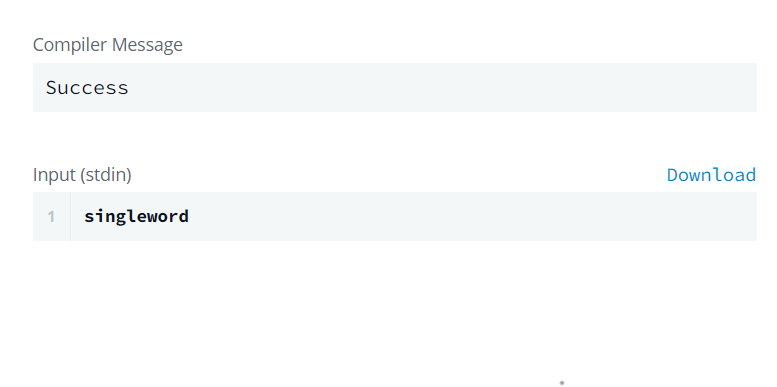 Compiler Message
Success
Input (stdin) Download
1 singleword